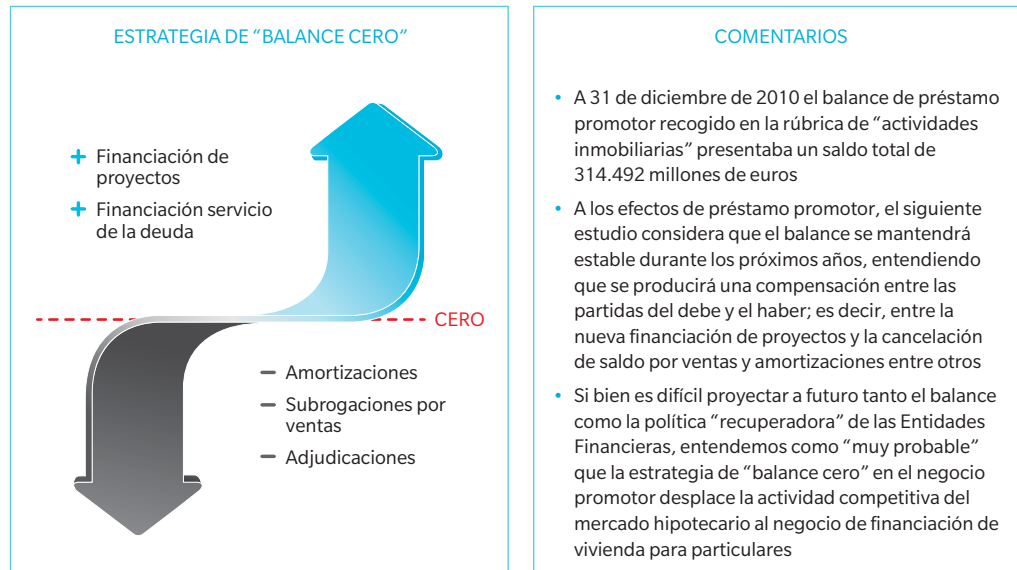 ESTRATEGIA DE “BALANCE CERO”
+ Financiación de
proyectos
+ Financiación servicio
de la deuda
CERO
– Amortizaciones
– Subrogaciones por
ventas
– Adjudicaciones
COMENTARIOS
• A 31 de diciembre de 2010 el balance de préstamo
promotor recogido en la rúbrica de “actividades
inmobiliarias” presentaba un saldo total de
314.492 millones de euros
• A los efectos de préstamo promotor, el siguiente
estudio considera que el balance se mantendrá
estable durante los próximos años, entendiendo
que se producirá una compensación entre las
partidas del debe y el haber; es decir, entre la
nueva financiación de proyectos y la cancelación
de saldo por ventas y amortizaciones entre otros
• Si bien es difícil proyectar a futuro tanto el balance
como la política “recuperadora” de las Entidades
Financieras, entendemos como “muy probable”
que la estrategia de “balance cero” en el negocio
promotor desplace la actividad competitiva del
mercado hipotecario al negocio de financiación de
vivienda para particulares